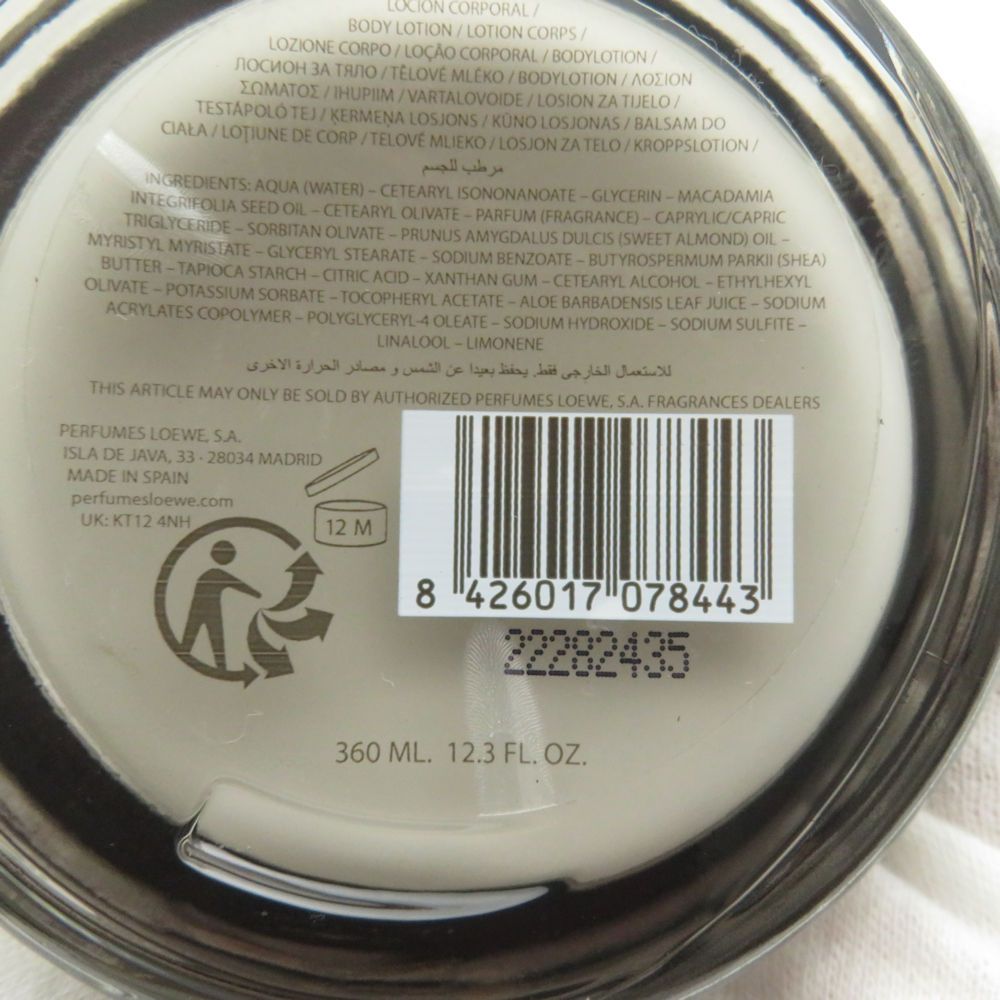 LOCIÓN CORPORAL /
BODY LOTION / LOTION CORPS /
LOZIONE CORPO / LOÇÃO CORPORAL / BODYLOTION /
ЛОСИОН ЗА ТЯЛО / TĚLOVÉ MLÉKO / BODYLOTION / ΛΟΣΙΟΝ
ΣΩΜΑΤΟΣ / IHUPIIM / VARTALOVOIDE / LOSION ZA TIJELO /
TESTÁPOLÓ TEJ / ĶERMEŅA LOSJONS / KŪNO LOSJONAS / BALSAM DO
CIAŁA / LOȚIUNE DE CORP / TELOVÉ MLIEKO / LOSJON ZA TELO / KROPPSLOTION /
مرطب للجسم
INGREDIENTS: AQUA (WATER) – CETEARYL ISONONANOATE – GLYCERIN – MACADAMIA
INTEGRIFOLIA SEED OIL – CETEARYL OLIVATE – PARFUM (FRAGRANCE) – CAPRYLIC/CAPRIC
TRIGLYCERIDE – SORBITAN OLIVATE – PRUNUS AMYGDALUS DULCIS (SWEET ALMOND) OIL –
MYRISTYL MYRISTATE – GLYCERYL STEARATE – SODIUM BENZOATE – BUTYROSPERMUM PARKII (SHEA)
BUTTER – TAPIOCA STARCH – CITRIC ACID – XANTHAN GUM – CETEARYL ALCOHOL – ETHYLHEXYL
OLIVATE – POTASSIUM SORBATE – TOCOPHERYL ACETATE – ALOE BARBADENSIS LEAF JUICE – SODIUM
ACRYLATES COPOLYMER – POLYGLYCERYL-4 OLEATE – SODIUM HYDROXIDE – SODIUM SULFITE –
LINALOOL – LIMONENE
للاستعمال الخارجي فقط. يحفظ بعيدا عن الشمس و مصادر الحرارة الاخرى
THIS ARTICLE MAY ONLY BE SOLD BY AUTHORIZED PERFUMES LOEWE, S.A. FRAGRANCES DEALERS
PERFUMES LOEWE, S.A.
ISLA DE JAVA, 33 · 28034 MADRID
MADE IN SPAIN
perfumesloewe.com
UK: KT12 4NH
12 M
8 426017 078443
22282435
360 ML. 12.3 FL. OZ.